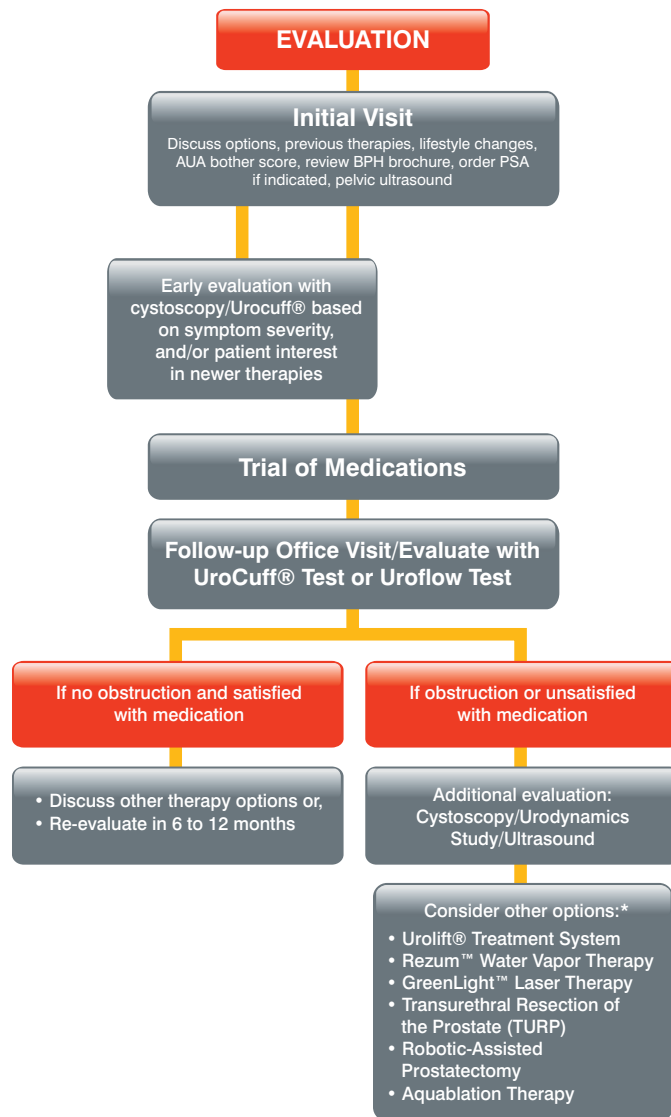 EVALUATION
Initial Visit
Discuss options, previous therapies, lifestyle changes,
AUA bother score, review BPH brochure, order PSA
if indicated, pelvic ultrasound
Early evaluation with
cystoscopy/Urocuff® based
on symptom severity,
and/or patient interest
in newer therapies
Trial of Medications
Follow-up Office Visit/Evaluate with
UroCuff® Test or Uroflow Test
If no obstruction and satisfied
with medication
• Discuss other therapy options or,
• Re-evaluate in 6 to 12 months
If obstruction or unsatisfied
with medication
Additional evaluation:
Cystoscopy/Urodynamics
Study/Ultrasound
Consider other options:*
• Urolift® Treatment System
• Rezum™ Water Vapor Therapy
• GreenLight™ Laser Therapy
• Transurethral Resection of
the Prostate (TURP)
• Robotic-Assisted
Prostatectomy
• Aquablation Therapy